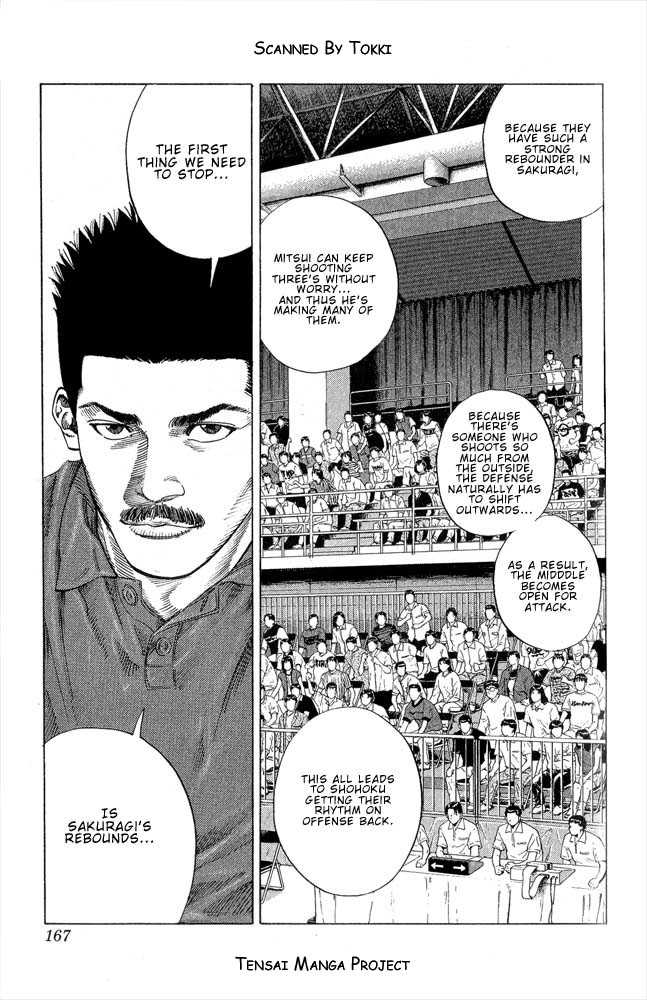 SCANNED BY TOKKI
BECAUSE THEY
HAVE SUCH A
STRONG
REBOUNDER IN
SAKURAGI,
MITSUI CAN KEEP
SHOOTING
THREE'S WITHOUT
WORRY...
AND THUS HE'S
MAKING MANY OF
THEM.
BECAUSE
THERE'S
SOMEONE WHO
SHOOTS SO
MUCH FROM
THE OUTSIDE,
THE DEFENSE
NATURALLY HAS
TO SHIFT
OUTWARDS...
AS A RESULT,
THE MIDDDLE
BECOMES
OPEN FOR
ATTACK.
THIS ALL LEADS
TO SHOHOKU
GETTING THEIR
RHYTHM ON
OFFENSE BACK.
THE FIRST
THING WE NEED
TO STOP...
IS
SAKURAGI'S
REBOUNDS...
167
TENSAI MANGA PROJECT